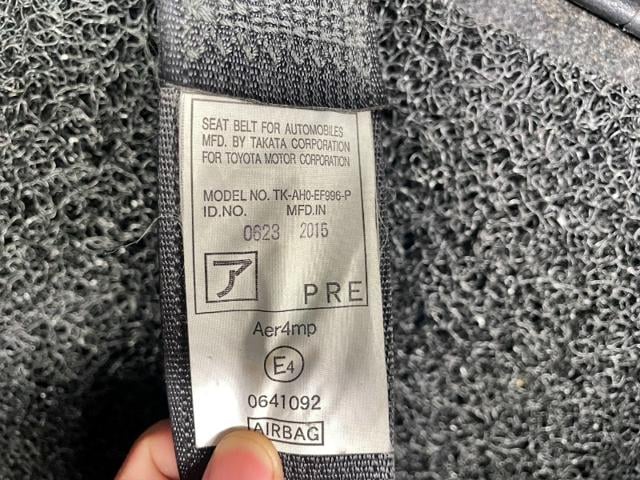 SEAT BELT FOR AUTOMOBILES
MFD. BY TAKATA CORPORATION
FOR TOYOTA MOTOR CORPORATION
MODEL NO. TK-AH0-EF996-P
ID.NO. MFD.IN
0623 2015
ア PRE
Aer4mp
E4
0641092
AIRBAG